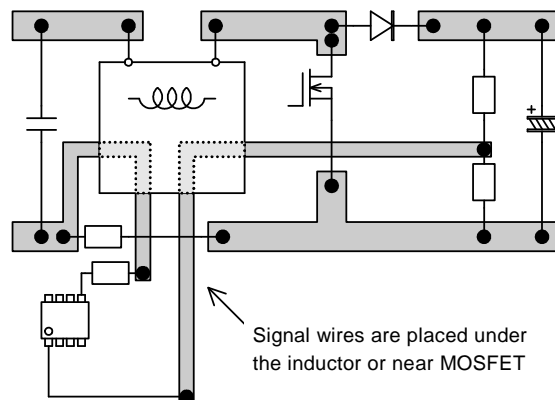 +
Signal wires are placed under
the inductor or near MOSFET